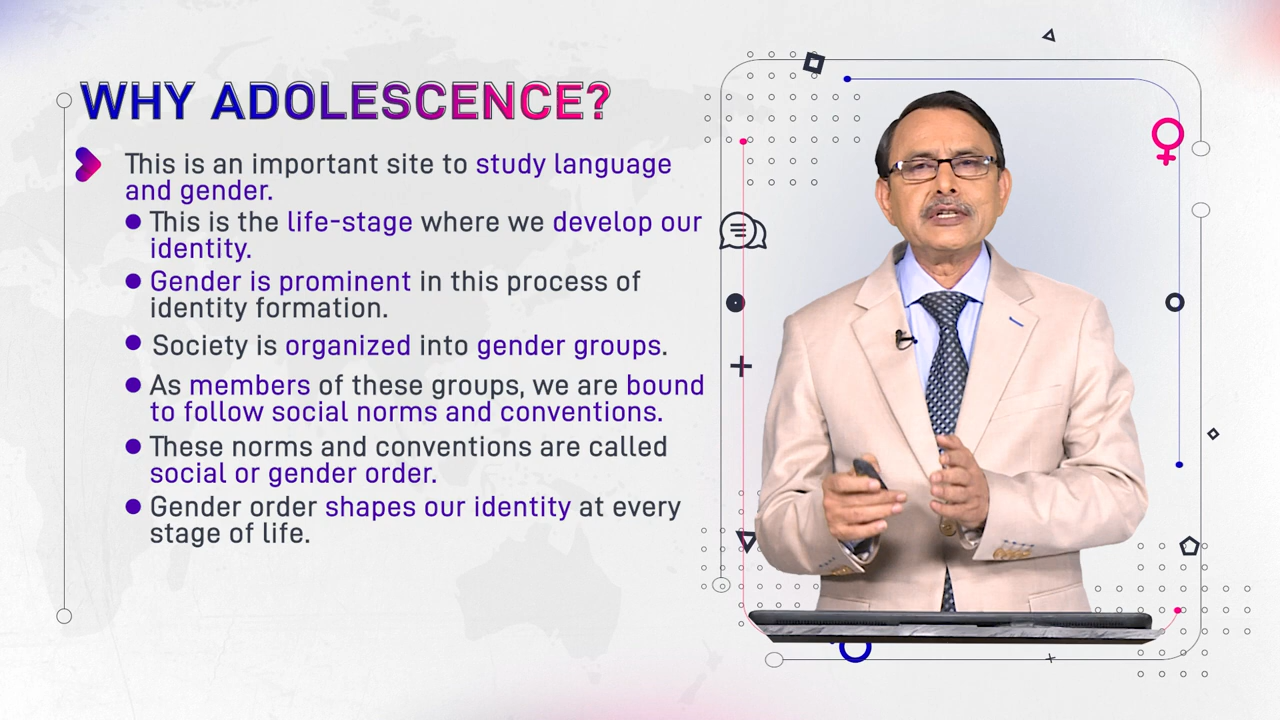 WHY ADOLESCENCE?
This is an important site to study language
and gender.
This is the life-stage where we develop our
identity.
Gender is prominent in this process of
identity formation.
Society is organized into gender groups.
As members of these groups, we are bound
to follow social norms and conventions.
These norms and conventions are called
social or gender order.
Gender order shapes our identity at every
stage of life.